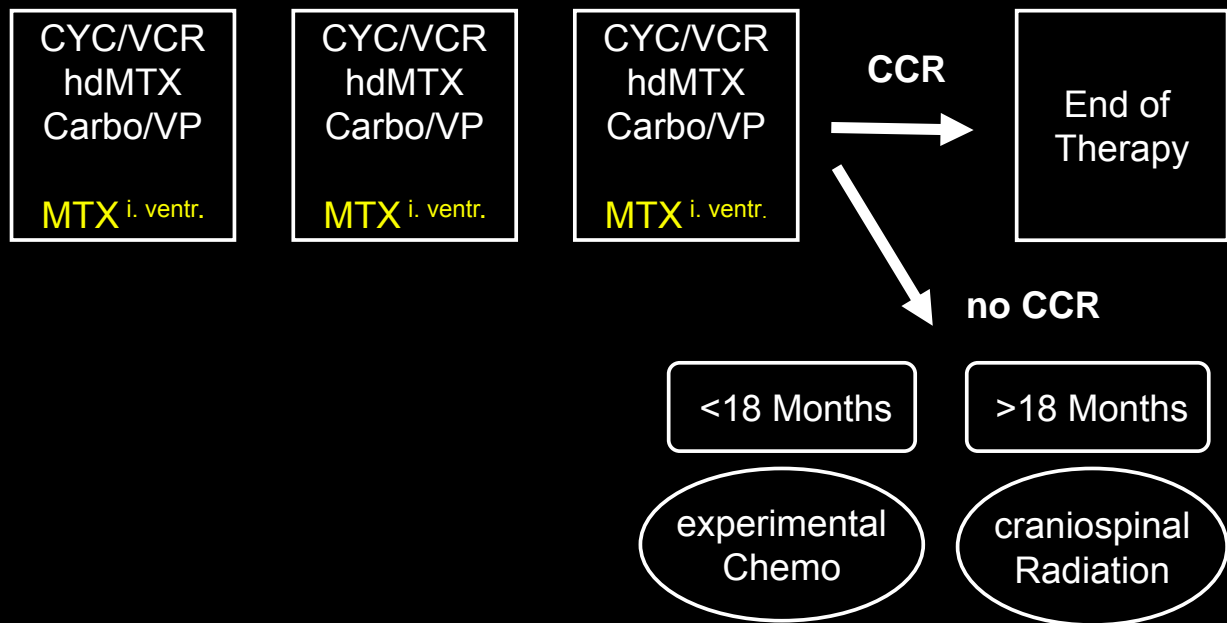 CYC/VCR
hdMTX
Carbo/VP
MTX i. ventr.
CYC/VCR
hdMTX
Carbo/VP
MTX i. ventr.
CYC/VCR
hdMTX
Carbo/VP
MTX i. ventr.
CCR
End of
Therapy
no CCR
<18 Months
>18 Months
experimental
Chemo
craniospinal
Radiation